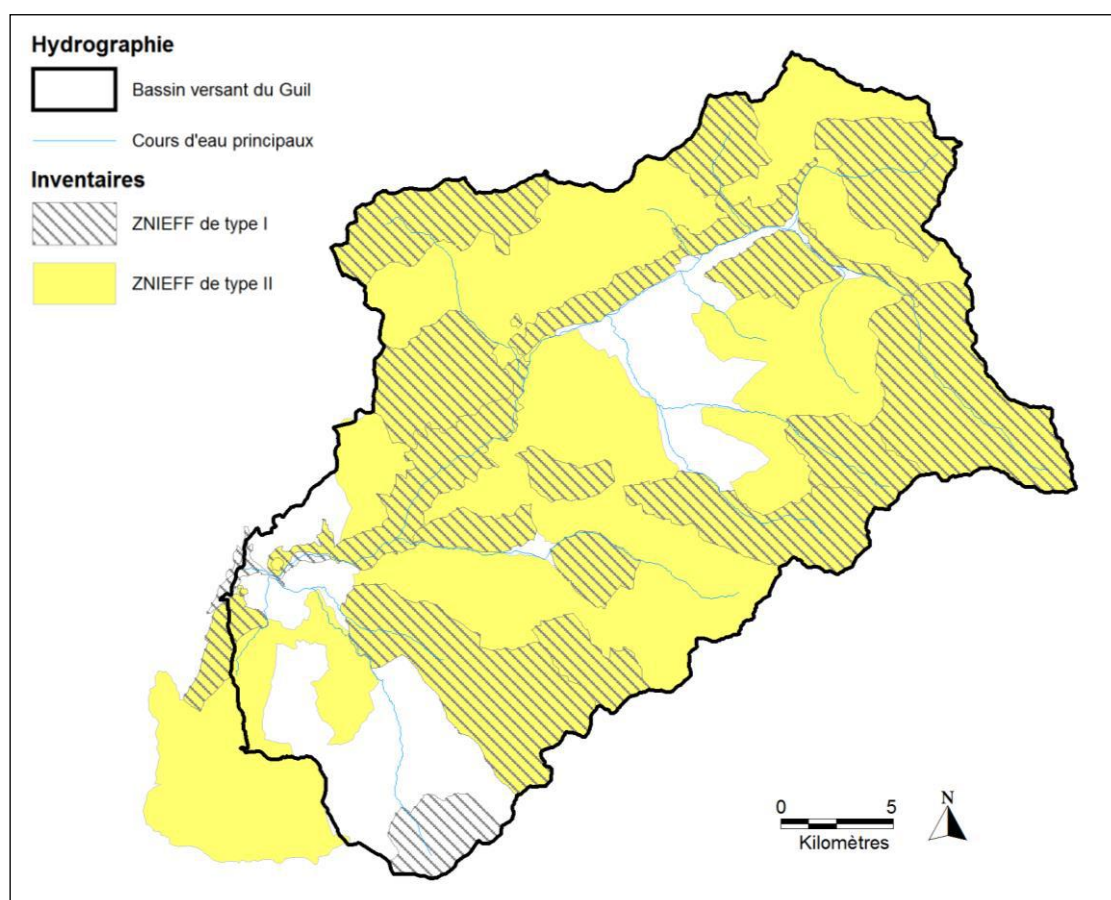 Hydrographie
Bassin versant du Guil
Cours d'eau principaux
Inventaires
ZNIEFF de type I
ZNIEFF de type II
0 5
Kilomètres
N